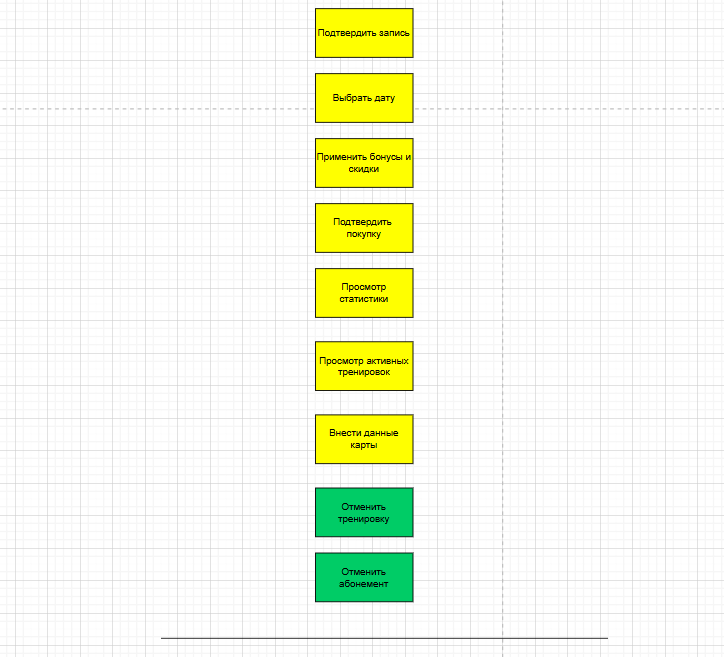 Подтвердить запись
Выбрать дату
Применить бонусы и
скидки
Подтвердить
покупку
Просмотр
статистики
Просмотр активных
тренировок
Внести данные
карты
Отменить
тренировку
Отменить
абонемент